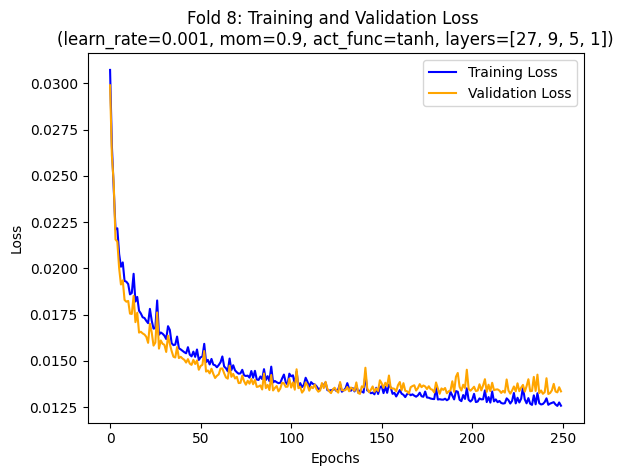 Fold 8: Training and Validation Loss
(learn_rate=0.001, mom=0.9, act_func=tanh, layers=[27, 9, 5, 1])
Training Loss
Validation Loss
0.0300
0.0275
0.0250
0.0225
0.0200
0.0175
0.0150
0.0125
Loss
0
50
100
150
200
250
Epochs